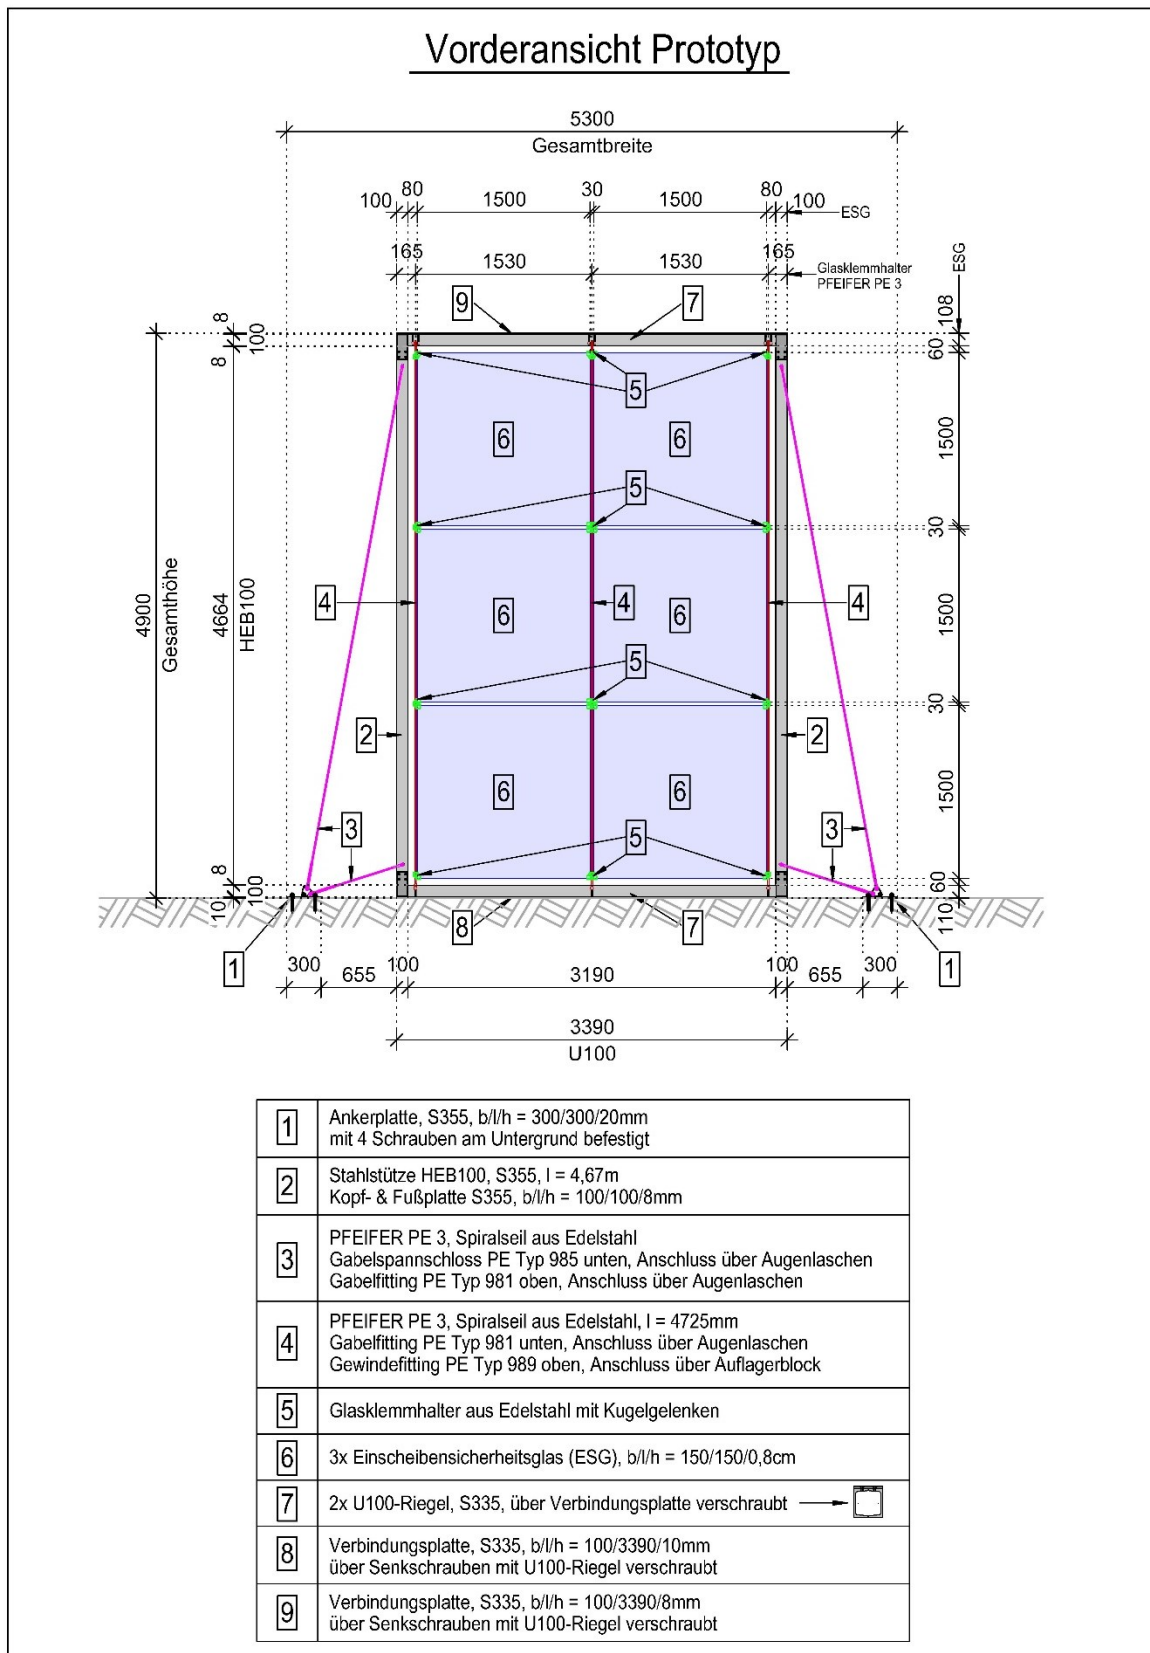 Vorderansicht Prototyp
5300
Gesamtbreite
100 80 1500 30 1500 80 100 ESG
165 1530 1530 165 Glasklemmhalter
PFEIFER PE 3
ESG
9 7
8 100 8
108 60
5
6 6
1500
5
30
4900
Gesamthöhe
4664
HEB100
4 4 4
6 6
1500
5
30
2 2
6 6
1500
3 3
5
8 100 10
60 110
1 8 7 1
300 655 100 3190 100 655 300
3390
U100
1 Ankerplatte, S355, b/l/h = 300/300/20mm
mit 4 Schrauben am Untergrund befestigt
2 Stahlstütze HEB100, S355, l = 4,67m
Kopf- & Fußplatte S355, b/l/h = 100/100/8mm
3 PFEIFER PE 3, Spiralseil aus Edelstahl
Gabelspannschloss PE Typ 985 unten, Anschluss über Augenlaschen
Gabelfitting PE Typ 981 oben, Anschluss über Augenlaschen
4 PFEIFER PE 3, Spiralseil aus Edelstahl, l = 4725mm
Gabelfitting PE Typ 981 unten, Anschluss über Augenlaschen
Gewindefitting PE Typ 989 oben, Anschluss über Auflagerblock
5 Glasklemmhalter aus Edelstahl mit Kugelgelenken
6 3x Einscheibensicherheitsglas (ESG), b/l/h = 150/150/0,8cm
7 2x U100-Riegel, S335, über Verbindungsplatte verschraubt
8 Verbindungsplatte, S335, b/l/h = 100/3390/10mm
über Senkschrauben mit U100-Riegel verschraubt
9 Verbindungsplatte, S335, b/l/h = 100/3390/8mm
über Senkschrauben mit U100-Riegel verschraubt